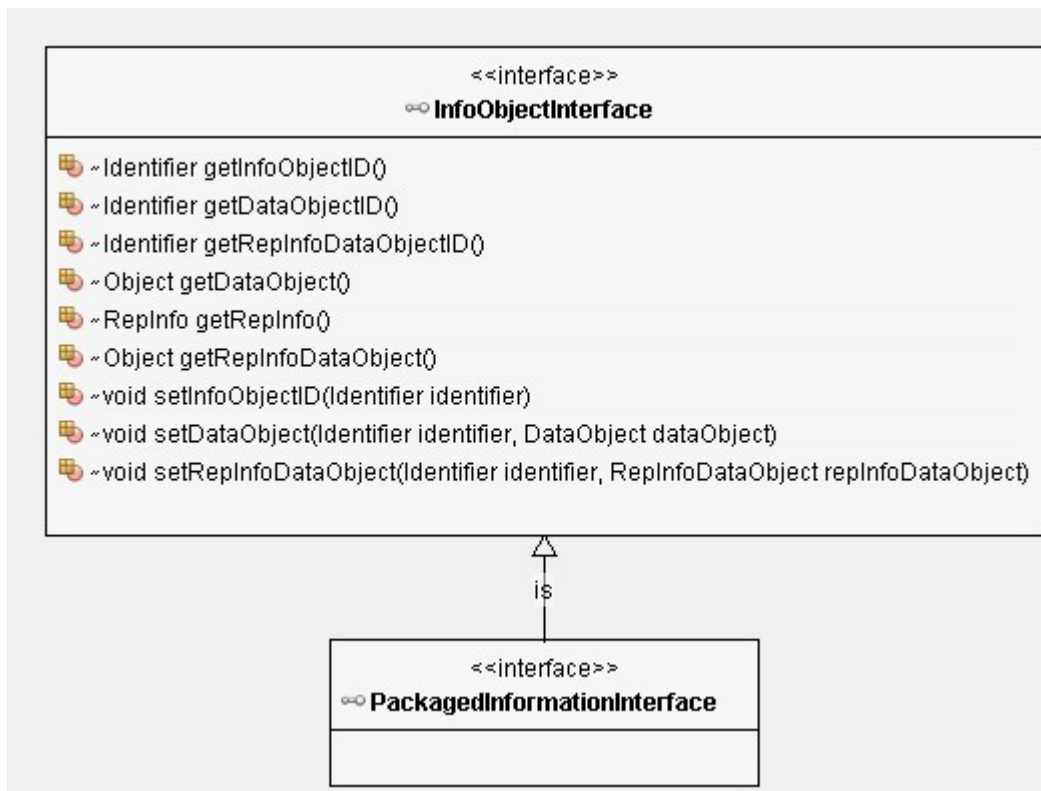 <<interface>>
InfoObjectInterface
~Identifier getInfoObjectID()
~Identifier getDataObjectID()
~Identifier getRepInfoDataObjectID()
~Object getDataObject()
~RepInfo getRepInfo()
~Object getRepInfoDataObject()
~void setInfoObjectID(Identifier identifier)
~void setDataObject(Identifier identifier, DataObject dataObject)
~void setRepInfoDataObject(Identifier identifier, RepInfoDataObject repInfoDataObject)
is
<<interface>>
PackagedInformationInterface